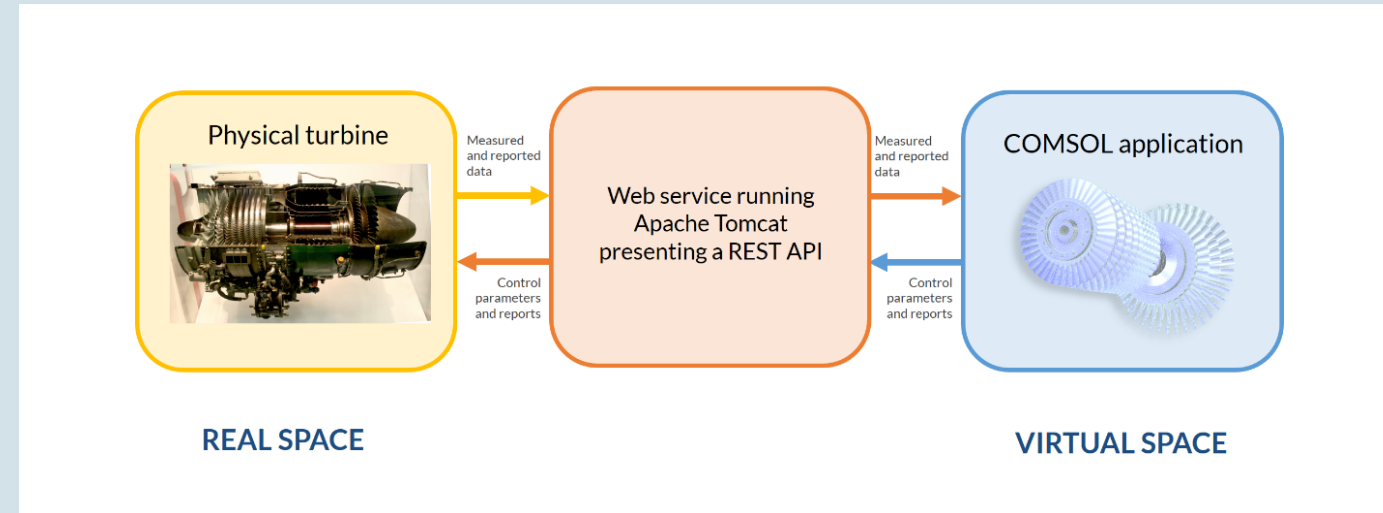 Physical turbine
Measured
and reported
data
Control
parameters
and reports
Web service running
Apache Tomcat
presenting a REST API
Measured
and reported
data
Control
parameters
and reports
COMSOL application
REAL SPACE
VIRTUAL SPACE